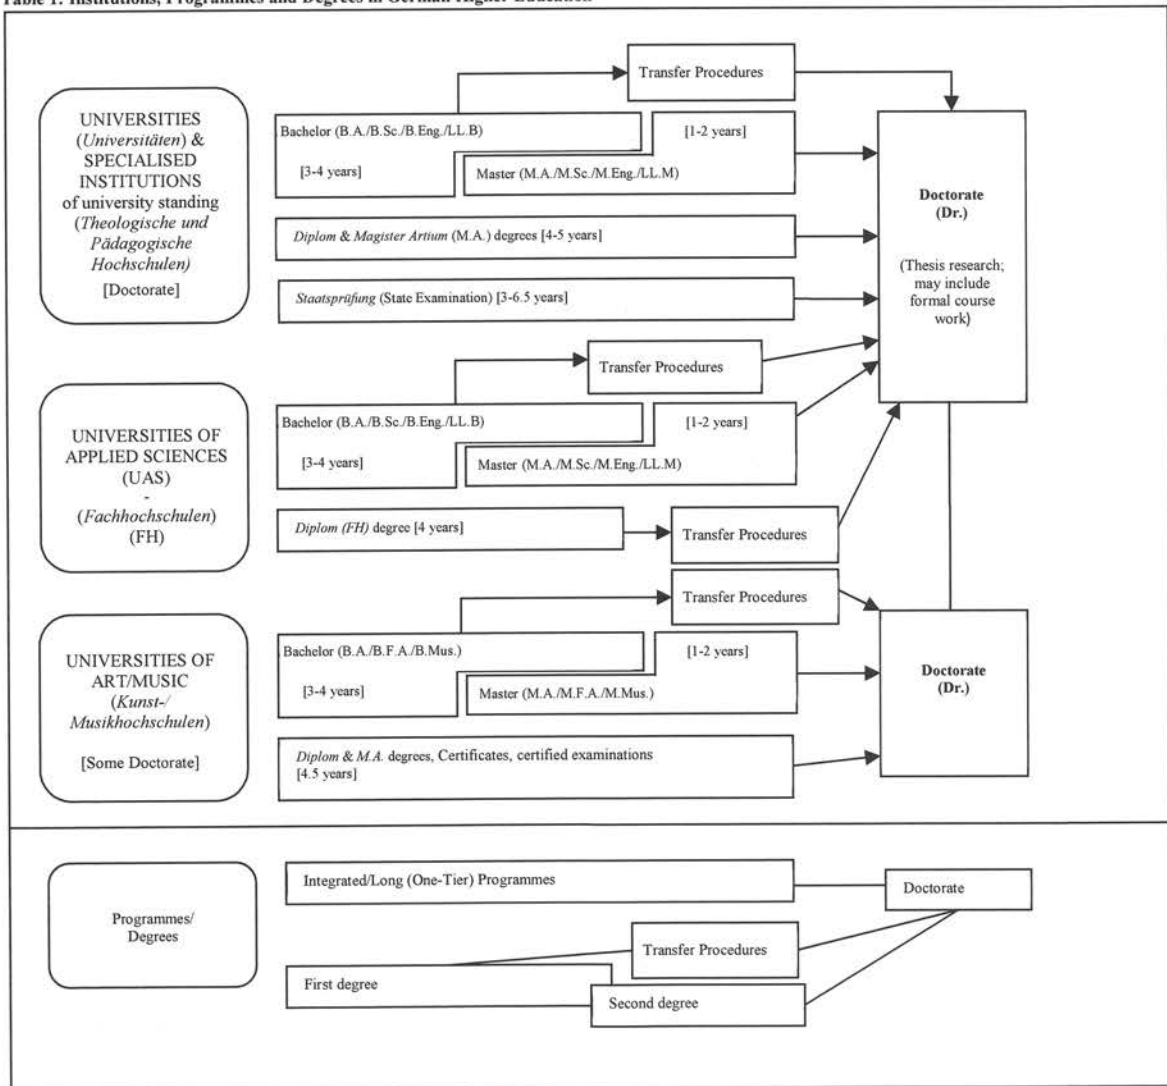 Table 1: Institutions, Programmes and Degrees in German Higher Education
Transfer Procedures
UNIVERSITIES
(Universitäten) &
SPECIALISED
INSTITUTIONS
of university standing
(Theologische und
Pädagogische
Hochschulen)
[Doctorate]
Bachelor (B.A./B.Sc./B.Eng./LL.B)
[3-4 years]
[1-2 years]
Master (M.A./M.Sc./M.Eng./LL.M)
Diplom & Magister Artium (M.A.) degrees [4-5 years]
Staatsprüfung (State Examination) [3-6.5 years]
Doctorate
(Dr.)
(Thesis research;
may include
formal course
work)
Transfer Procedures
UNIVERSITIES OF
APPLIED SCIENCES
(UAS)
-
(Fachhochschulen)
(FH)
Bachelor (B.A./B.Sc./B.Eng./LL.B)
[3-4 years]
[1-2 years]
Master (M.A./M.Sc./M.Eng./LL.M)
Diplom (FH) degree [4 years]
Transfer Procedures
Transfer Procedures
UNIVERSITIES OF
ART/MUSIC
(Kunst-/
Musikhochschulen)
[Some Doctorate]
Bachelor (B.A./B.F.A./B.Mus.)
[3-4 years]
[1-2 years]
Master (M.A./M.F.A./M.Mus.)
Diplom & M.A. degrees, Certificates, certified examinations
[4.5 years]
Doctorate
(Dr.)
Programmes/
Degrees
Integrated/Long (One-Tier) Programmes
Doctorate
Transfer Procedures
First degree
Second degree